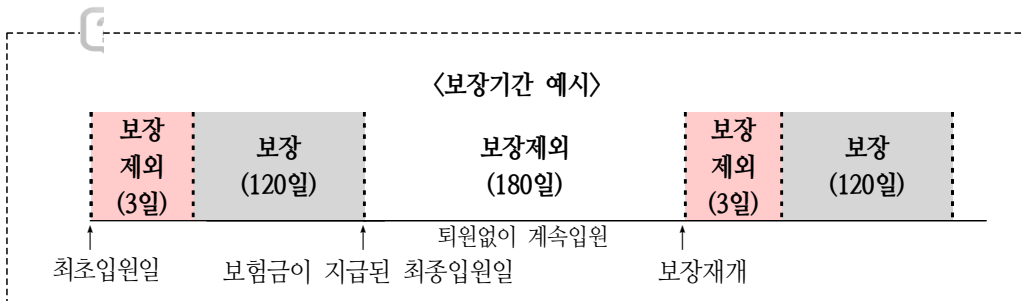 〈보장기간 예시〉
보장
제외
(3일)
보장
(120일)
보장제외
(180일)
보장
제외
(3일)
보장
(120일)
퇴원없이 계속입원
최초입원일
보험금이 지급된 최종입원일
보장재개